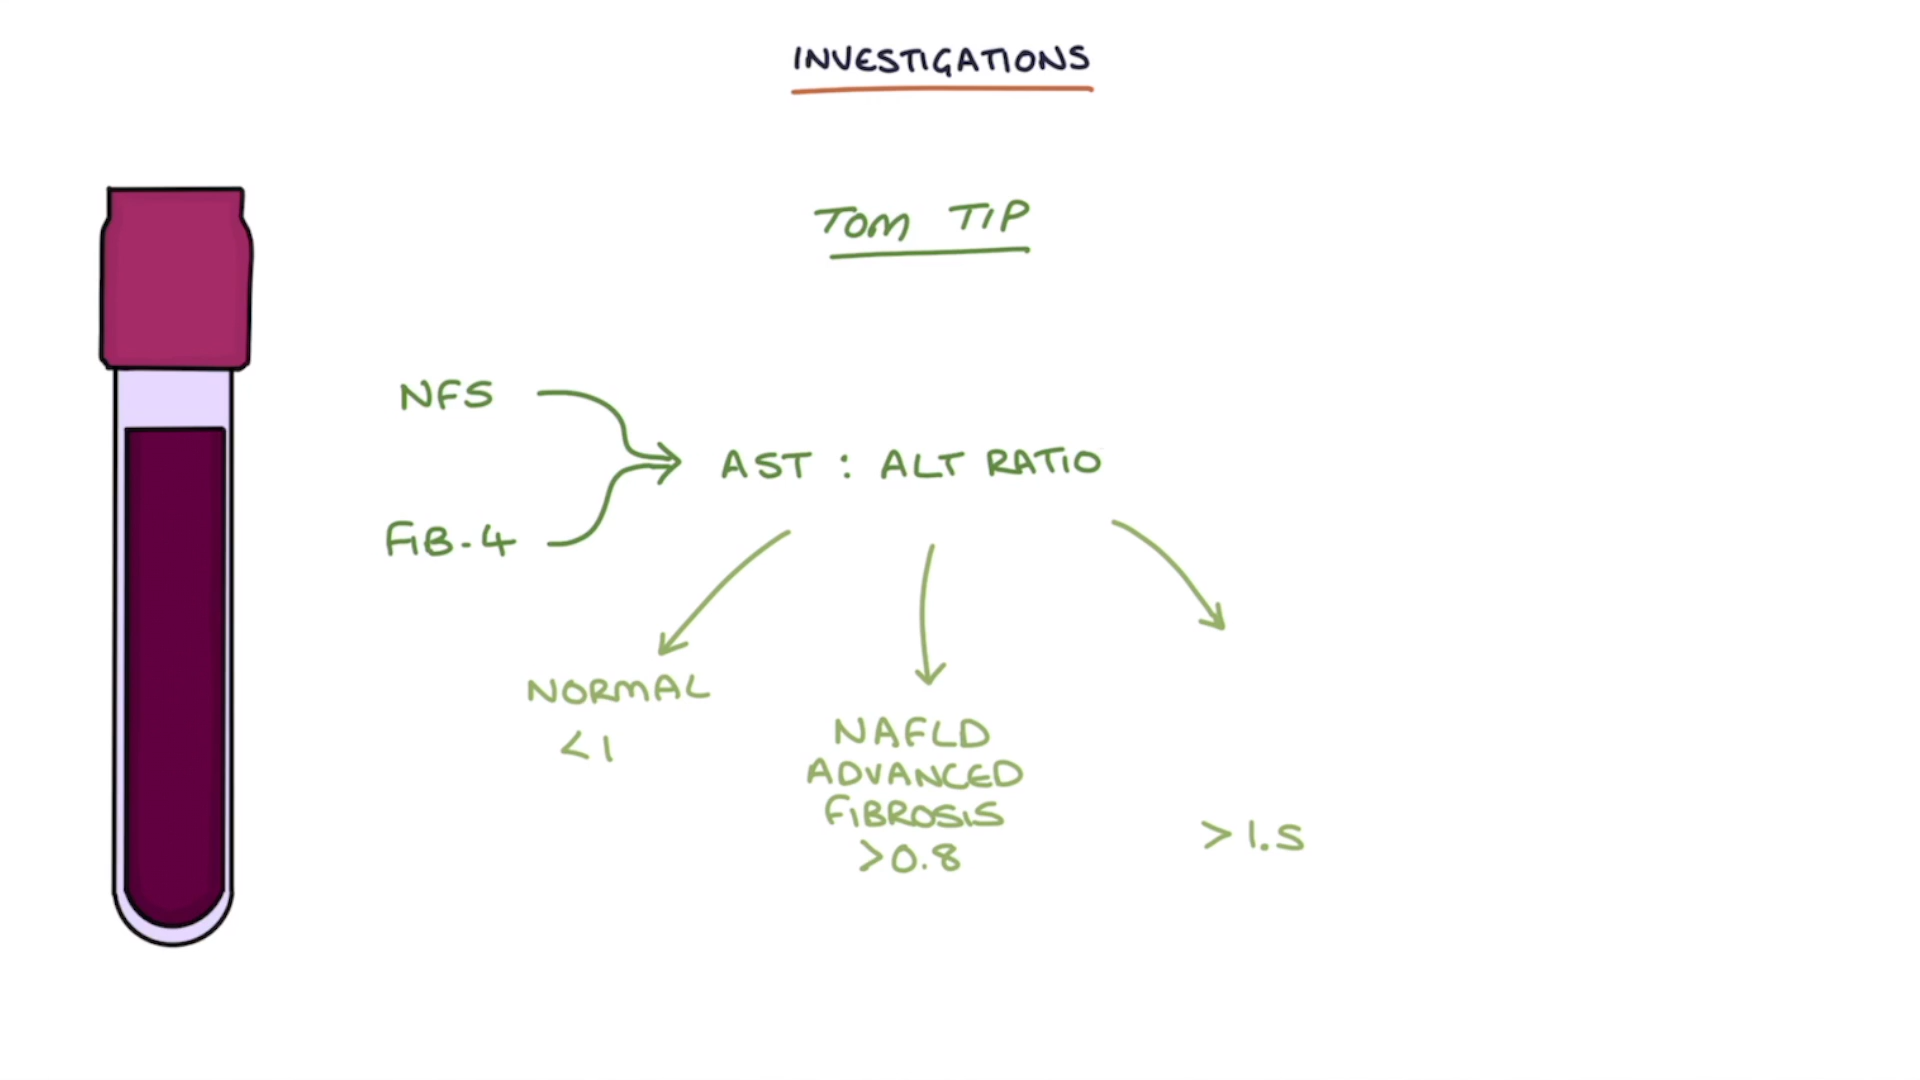 INVESTIGATIONS
TOM TIP
NFS
AST : ALT RATIO
FIB-4
NORMAL
<1
NAFLD
ADVANCED
FIBROSIS
>0.8
>1.5